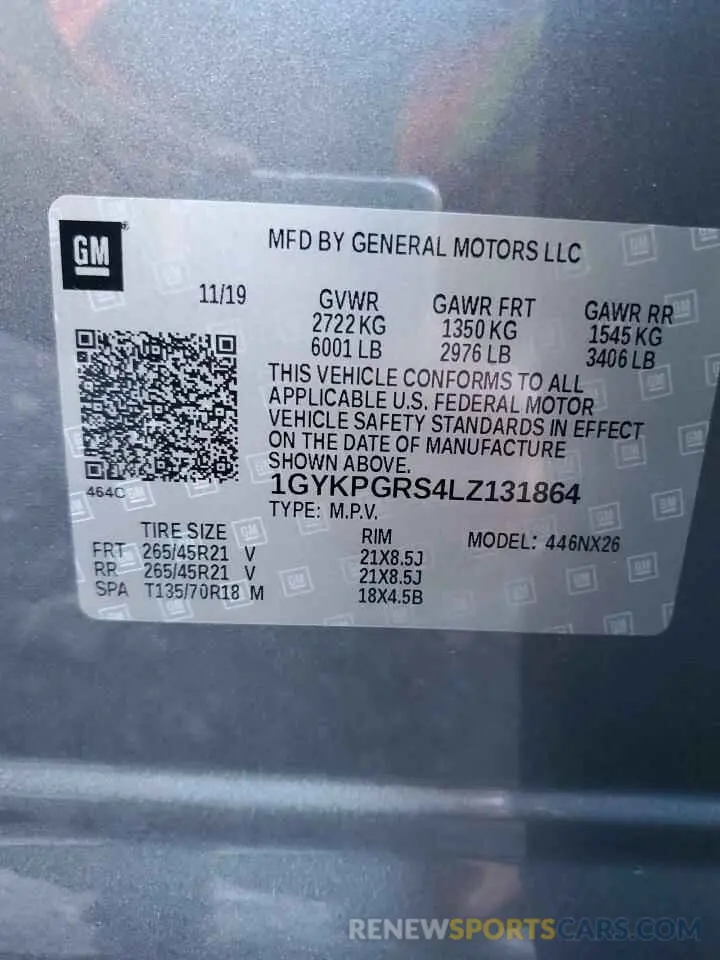 GM
MFD BY GENERAL MOTORS LLC
11/19
GVWR GAWR FRT GAWR RR
2722 KG 1350 KG 1545 KG
6001 LB 2976 LB 3406 LB
THIS VEHICLE CONFORMS TO ALL
APPLICABLE U.S. FEDERAL MOTOR
VEHICLE SAFETY STANDARDS IN EFFECT
ON THE DATE OF MANUFACTURE
SHOWN ABOVE.
464C
1GYKPGRS4LZ131864
TYPE: M.P.V.
TIRE SIZE RIM MODEL: 446NX26
FRT 265/45R21 V 21X8.5J
RR 265/45R21 V 21X8.5J
SPA T135/70R18 M 18X4.5B
RENEWSPORTSCARS.COM